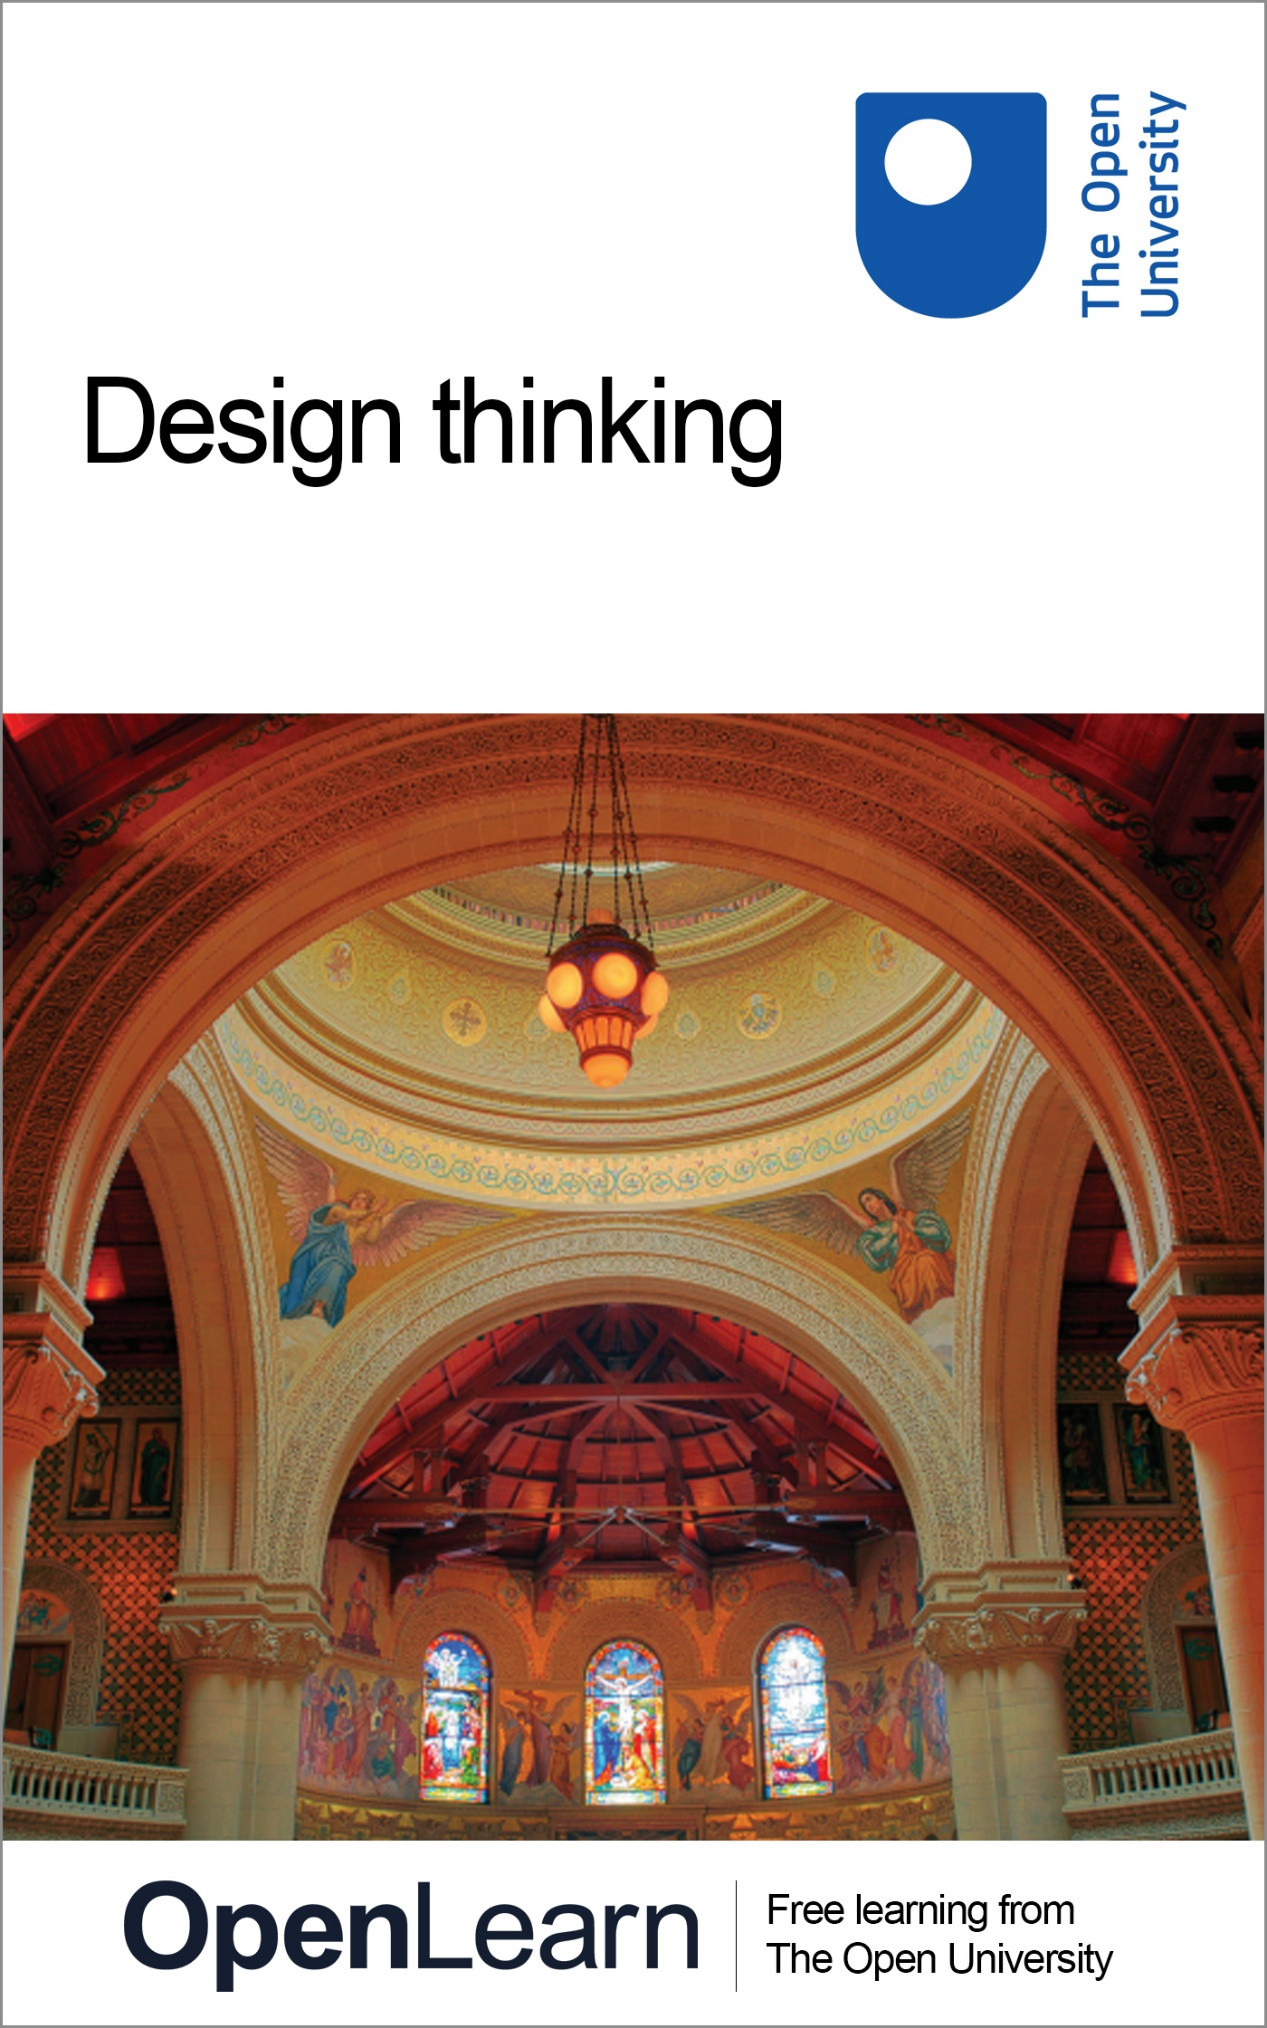 The Open
University
Design thinking
OpenLearn
Free learning from
The Open University